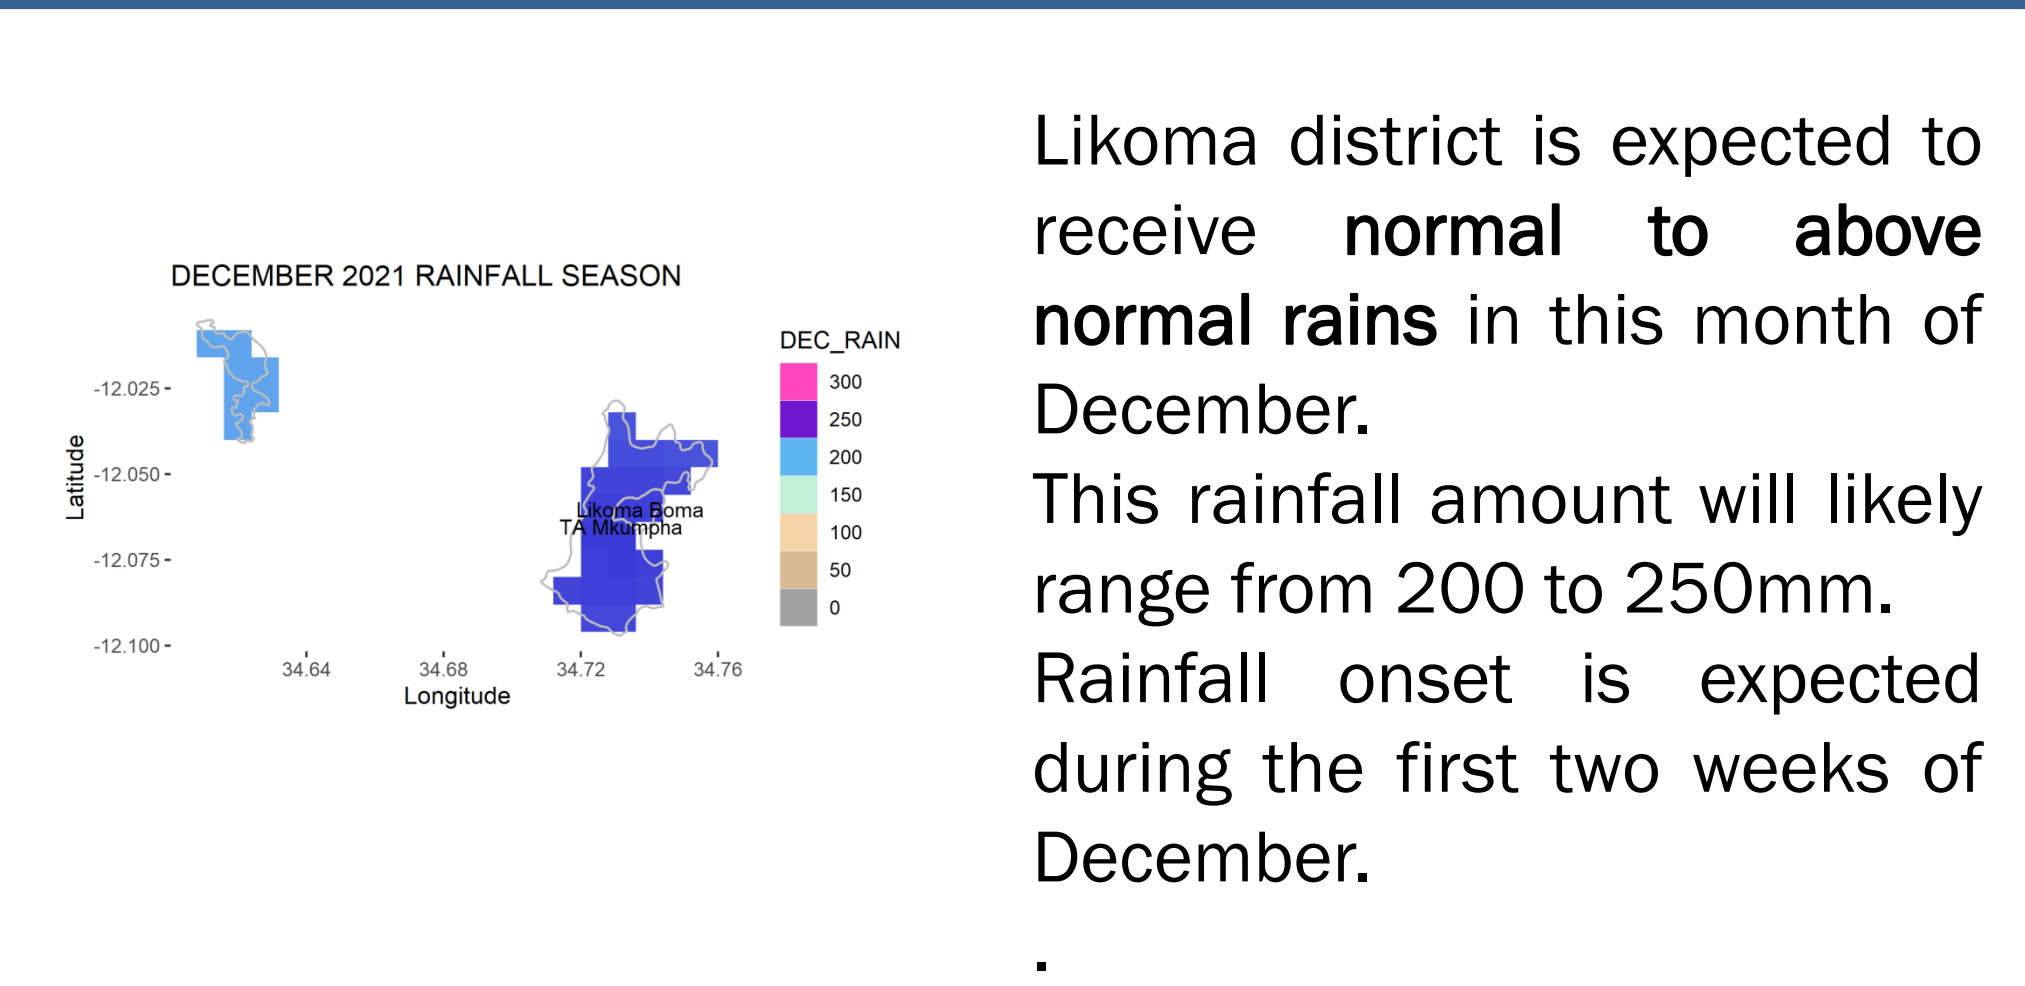 DECEMBER 2021 RAINFALL SEASON
Latitude
-12.025
-12.050
-12.075
-12.100
Likoma Boma
TA Mkumpha
34.64
34.68
34.72
34.76
Longitude
DEC_RAIN
300
250
200
150
100
50
0
Likoma district is expected to
receive normal to above
normal rains in this month of
December.
This rainfall amount will likely
range from 200 to 250mm.
Rainfall onset is expected
during the first two weeks of
December.
.